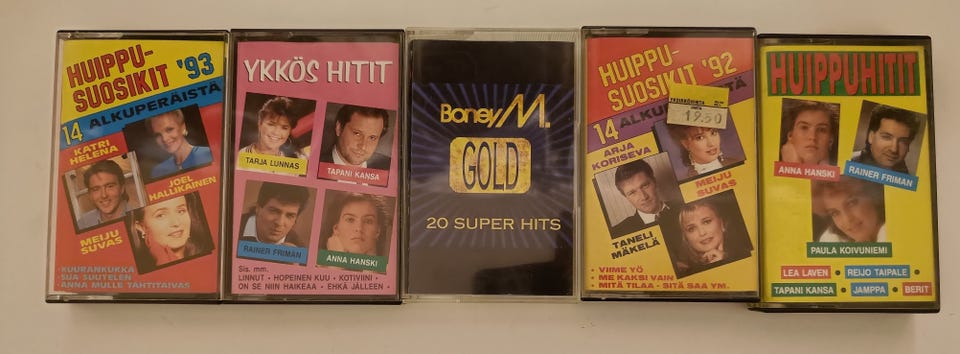 HUIPPU-
SUOSIKIT '93
14 ALKUPERÄISTÄ
KATRI
HELENA
JOEL
HALLIKAINEN
MEIJU
SUVAS
• KUURANKUKKA
• SUA SUUTELEN
• ANNA MULLE TÄHTITAIVAS
YKKÖS HITIT
TARJA LUNNAS
TAPANI KANSA
RAINER FRIMAN
ANNA HANSKI
Sis. mm.
LINNUT • HOPEINEN KUU • KOTIVIINI •
ON SE NIIN HAIKEAA • EHKÄ JÄLLEEN •
Boney M.
GOLD
20 SUPER HITS
HUIPPU-
SUOSIKIT '92
19.50
14
ARJA
KORISEVA
MEIJU
SUVAS
TANELI
MÄKELÄ
• VIIME YÖ
• ME KAKSI VAIN
• MITÄ TILAA • SITÄ SAA YM.
HUIPPUHITIT
ANNA HANSKI
RAINER FRIMAN
PAULA KOIVUNIEMI
LEA LAVEN • REIJO TAIPALE •
TAPANI KANSA • JAMPPA • BERIT